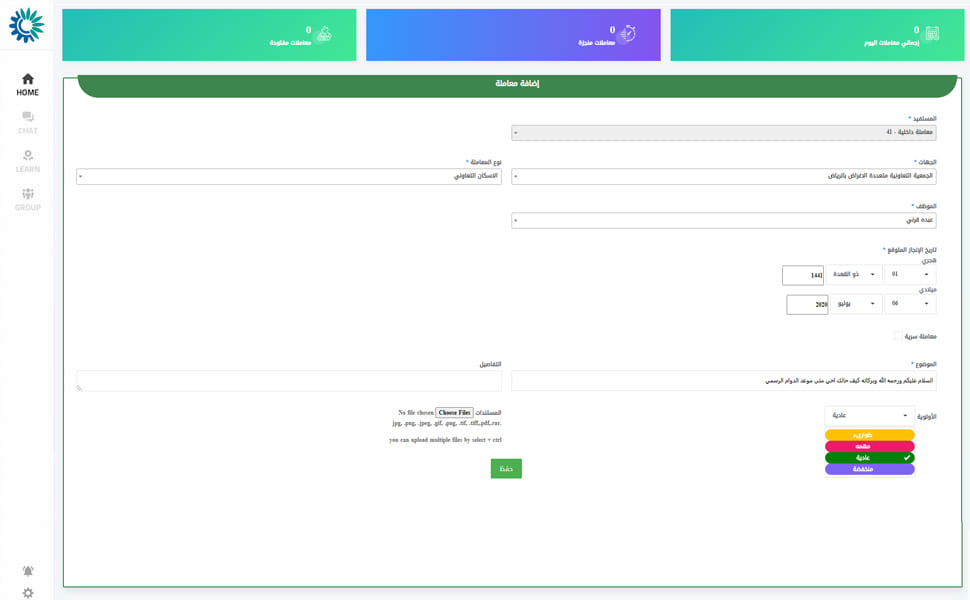 0
إجمالي معاملات اليوم
0
معاملات منجزة
0
معاملات مفتوحة
HOME
CHAT
LEARN
GROUP
إضافة معاملة
المستفيد *
معاملة داخلية - 41
الجهات *
الجمعية التعاونية متعددة الاغراض بالرياض
نوع المعاملة *
الاسكان التعاوني
الموظف *
عبده قرني
تاريخ الإنجاز المتوقع *
هجري
01
ذو القعدة
1441
ميلادي
06
يوليو
2020
معاملة سرية
الموضوع *
السلام عليكم ورحمه الله وبركاته كيف حالك اخي متى موعد الدوام الرسمي
التفاصيل
الأولوية
عادية
طوارىء
مهمه
عادية
منخفضة
المستندات Choose Files No file chosen
jpg, .png, .jpeg, .gif, .png, .tif, .tiff,.pdf,.rar.
you can upload multiple files by select + ctrl
حفظ